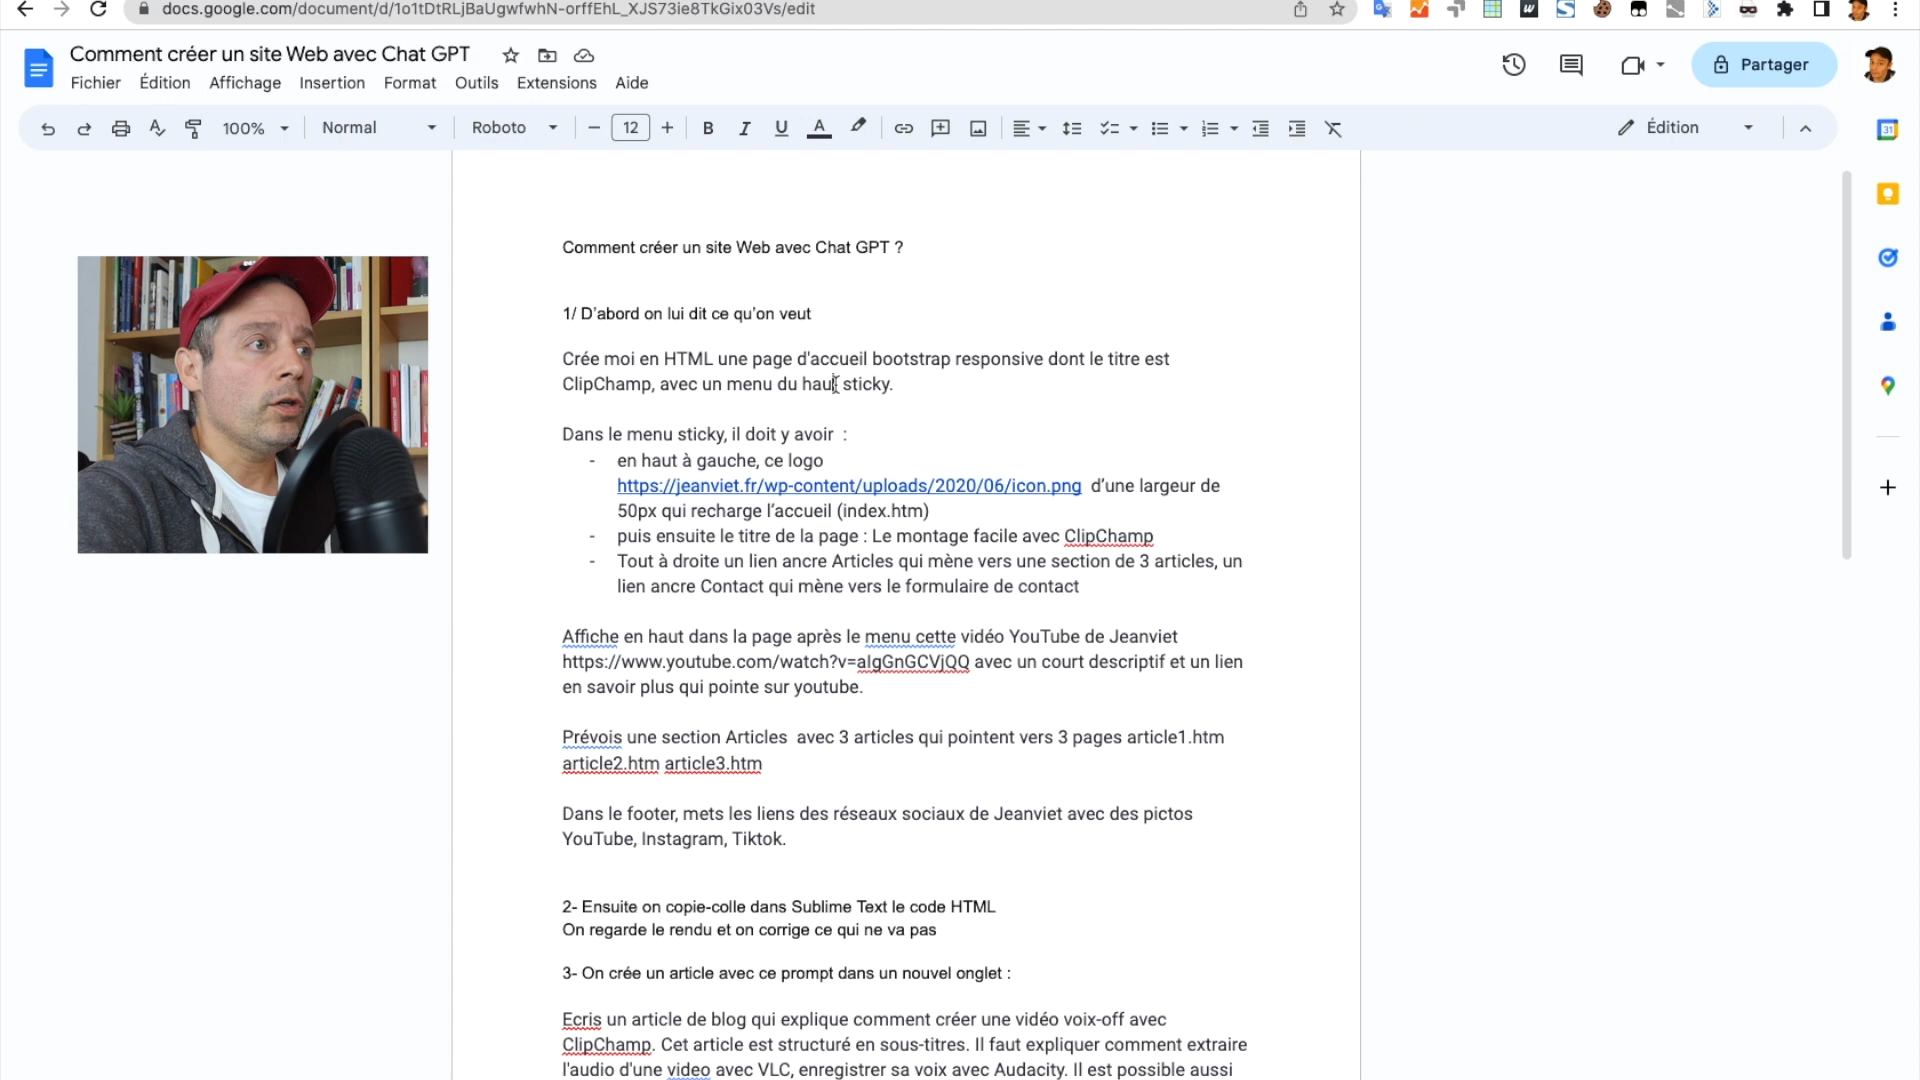 docs.google.com/document/d/1o1tDtRLjBaUgwfwhN-orffEhL_XJS73ie8TkGix03Vs/edit
Comment créer un site Web avec Chat GPT
Partager
Fichier Édition Affichage Insertion Format Outils Extensions Aide
100% Normal Roboto 12 B I U A Édition
31
Comment créer un site Web avec Chat GPT ?
1/ D'abord on lui dit ce qu'on veut
Crée moi en HTML une page d'accueil bootstrap responsive dont le titre est
ClipChamp, avec un menu du haut sticky.
Dans le menu sticky, il doit y avoir :
- en haut à gauche, ce logo
https://jeanviet.fr/wp-content/uploads/2020/06/icon.png d’une largeur de
50px qui recharge l’accueil (index.htm)
- puis ensuite le titre de la page : Le montage facile avec ClipChamp
- Tout à droite un lien ancre Articles qui mène vers une section de 3 articles, un
lien ancre Contact qui mène vers le formulaire de contact
Affiche en haut dans la page après le menu cette vidéo YouTube de Jeanviet
https://www.youtube.com/watch?v=aIgGnGCVjQQ avec un court descriptif et un lien
en savoir plus qui pointe sur youtube.
Prévois une section Articles avec 3 articles qui pointent vers 3 pages article1.htm
article2.htm article3.htm
Dans le footer, mets les liens des réseaux sociaux de Jeanviet avec des pictos
YouTube, Instagram, Tiktok.
2- Ensuite on copie-colle dans Sublime Text le code HTML
On regarde le rendu et on corrige ce qui ne va pas
3- On crée un article avec ce prompt dans un nouvel onglet :
Ecris un article de blog qui explique comment créer une vidéo voix-off avec
ClipChamp. Cet article est structuré en sous-titres. Il faut expliquer comment extraire
l'audio d'une video avec VLC, enregistrer sa voix avec Audacity. Il est possible aussi